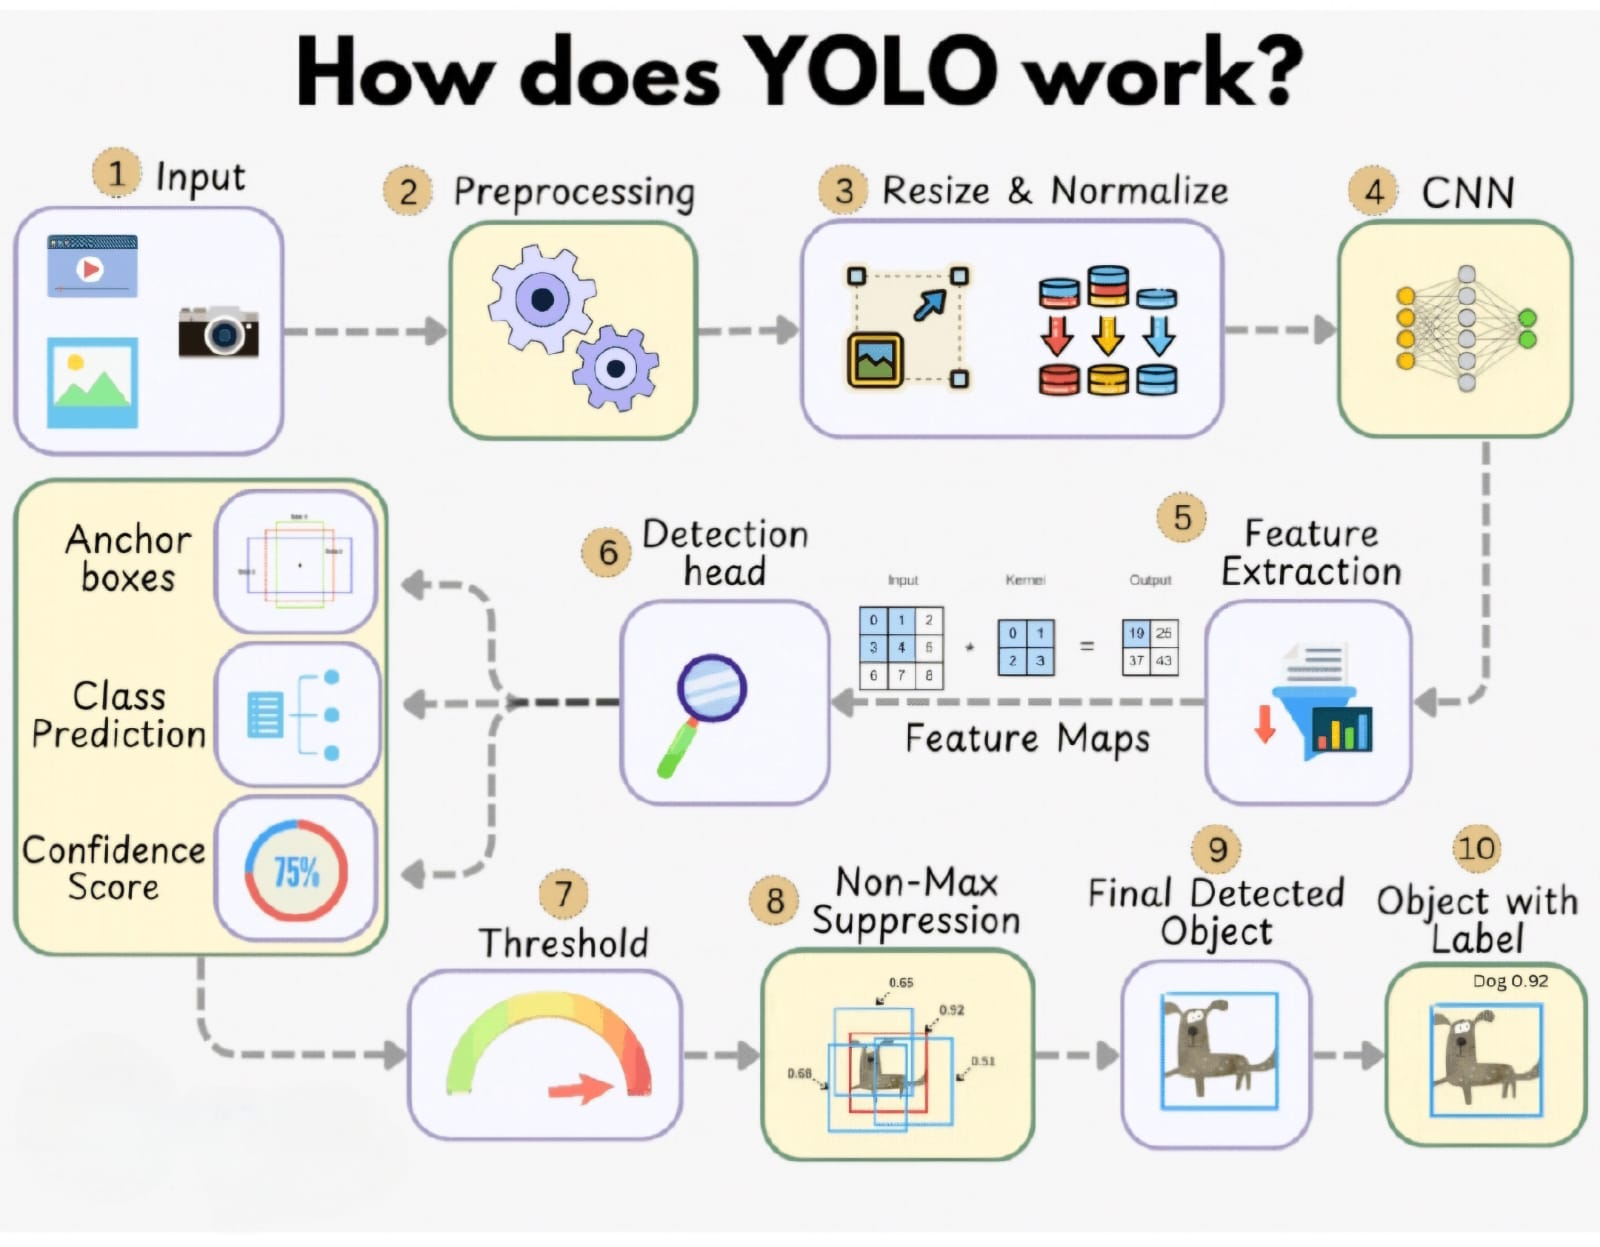 How does YOLO work?
1 Input
2 Preprocessing
3 Resize & Normalize
4 CNN
5 Feature
Extraction
Input
Kernel
Output
0 1 2
3 4 5
6 7 8
*
0 1
2 3
=
19 25
37 43
Feature Maps
6 Detection
head
Anchor
boxes
Class
Prediction
Confidence
Score
75%
7
Threshold
8 Non-Max
Suppression
0.65
0.92
0.68
0.51
9
Final Detected
Object
10
Object with
Label
Dog 0.92